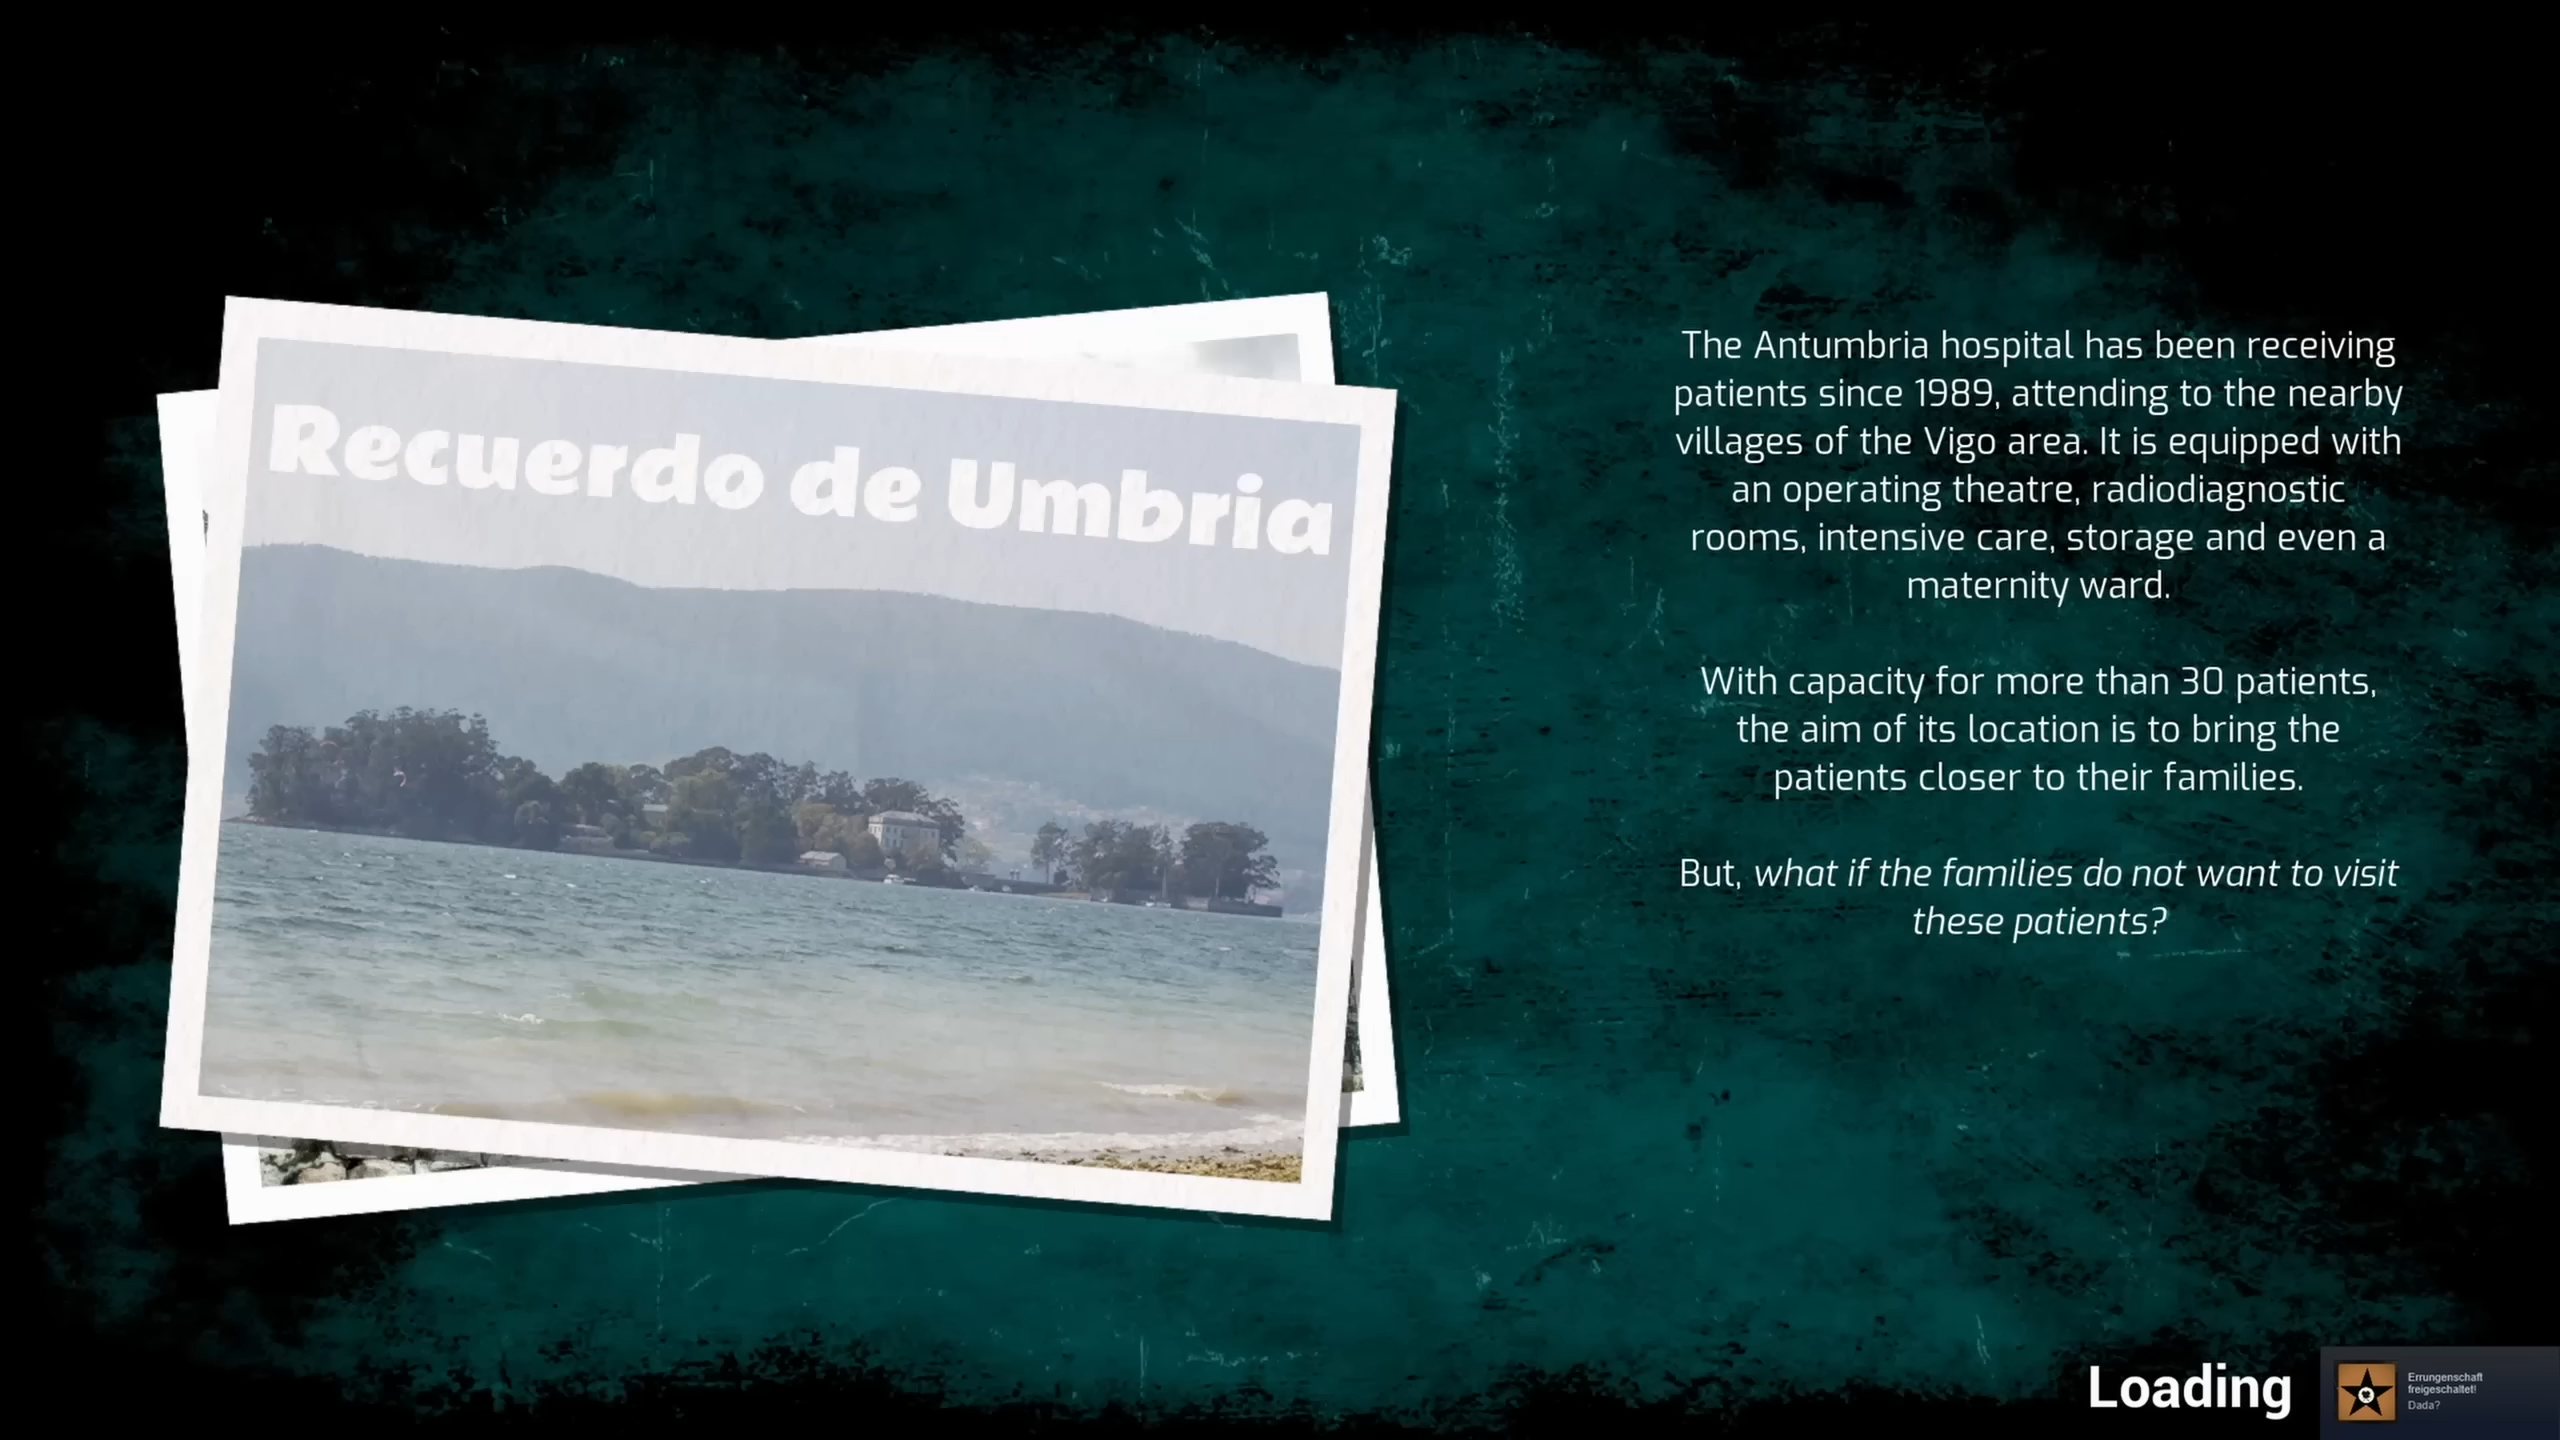 Recuerdo de Umbria
The Antumbria hospital has been receiving
patients since 1989, attending to the nearby
villages of the Vigo area. It is equipped with
an operating theatre, radiodiagnostic
rooms, intensive care, storage and even a
maternity ward.
With capacity for more than 30 patients,
the aim of its location is to bring the
patients closer to their families.
But, what if the families do not want to visit
these patients?
Loading
Errungenschaft
freigeschaltet!
Dada?